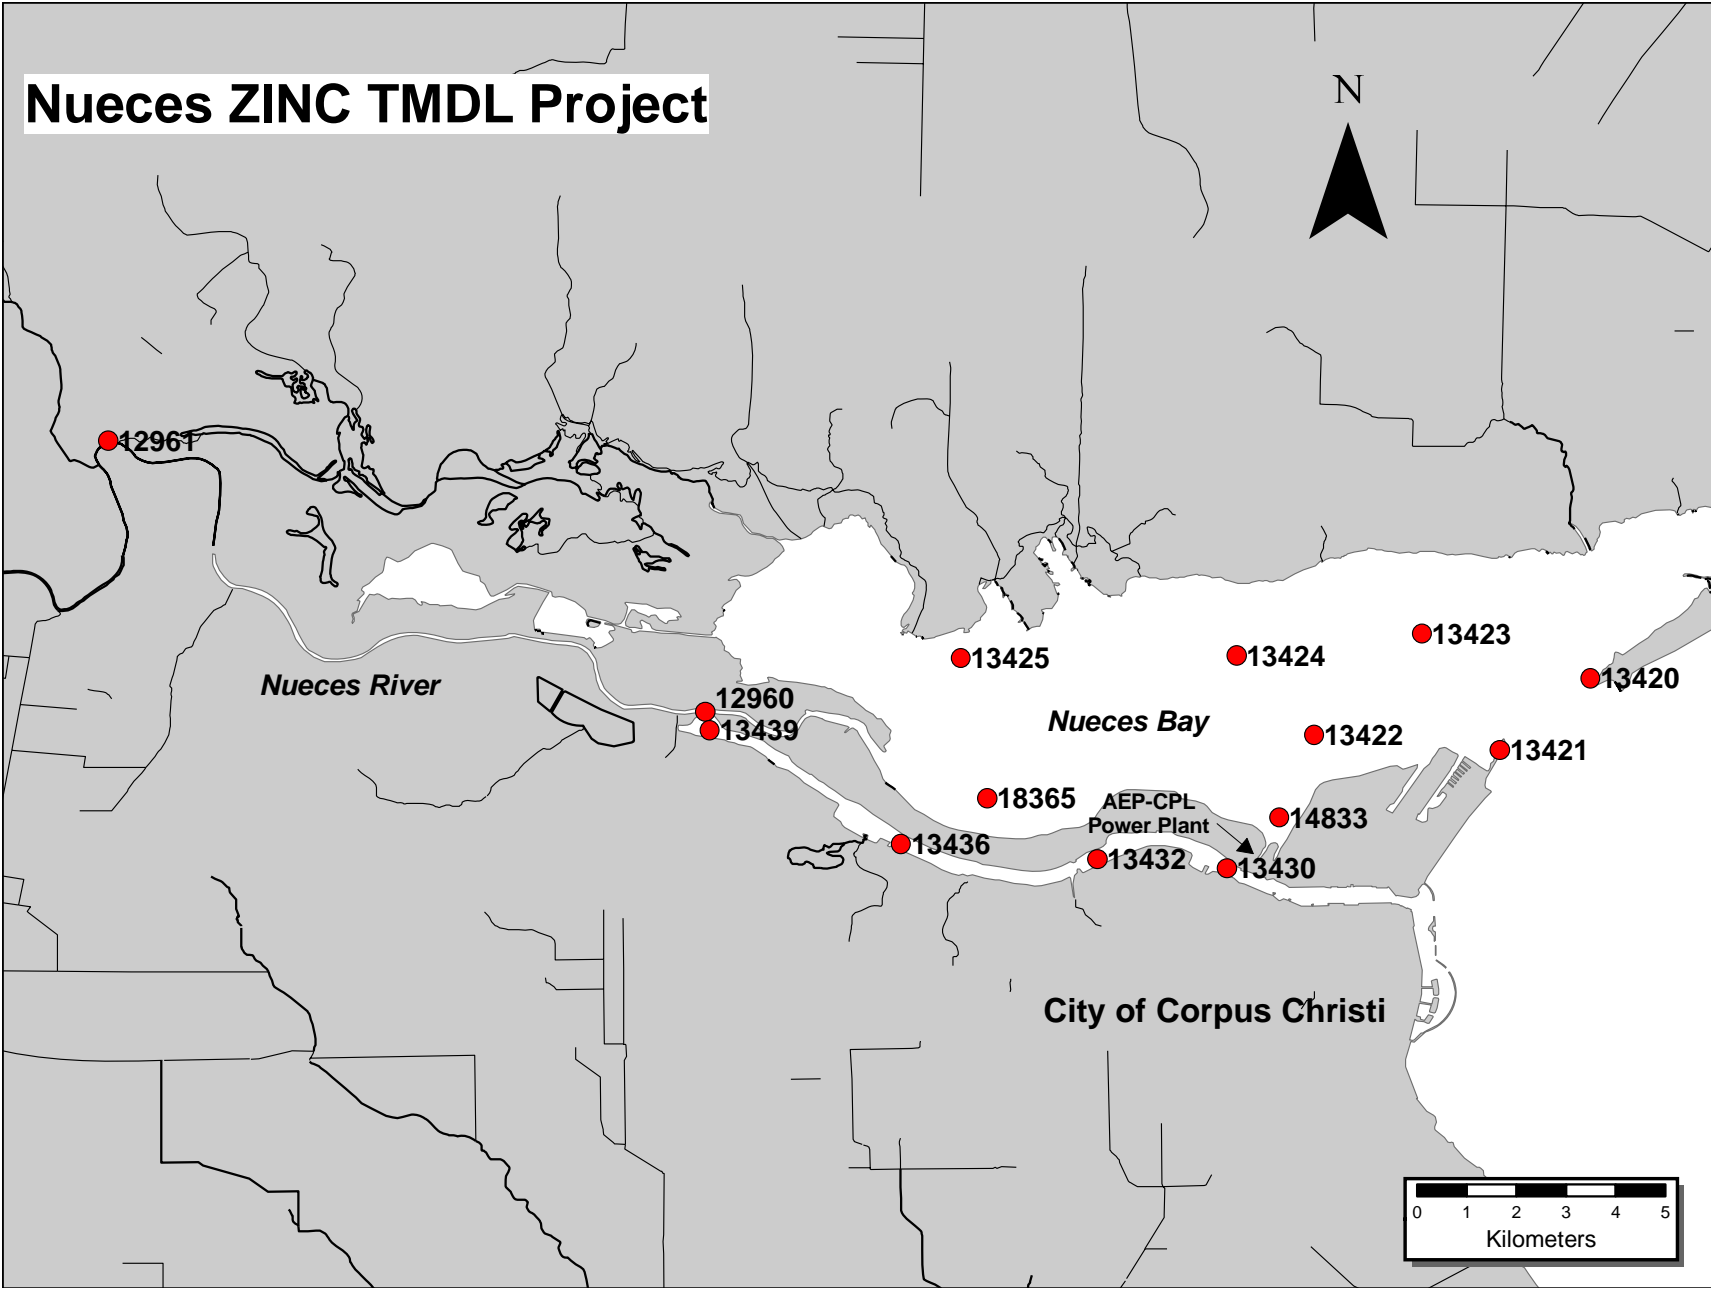 Nueces ZINC TMDL Project
N
12961
13423
13425
13424
13420
Nueces River
12960
Nueces Bay
13439
13422
13421
18365
AEP-CPL
Power Plant
14833
13436
13432
13430
City of Corpus Christi
0 1 2 3 4 5
Kilometers